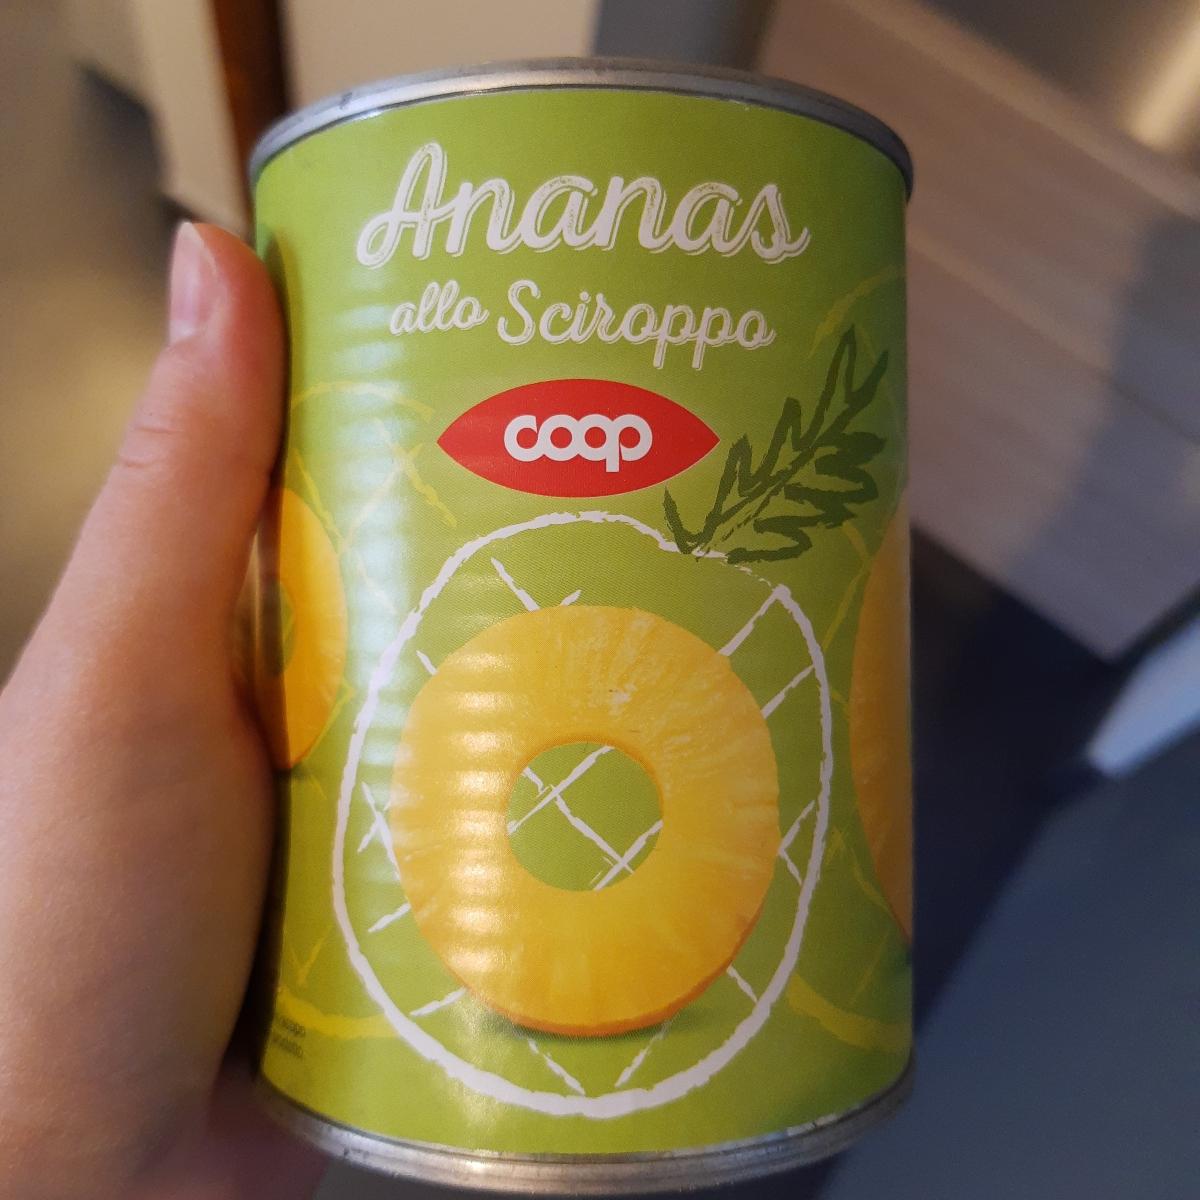 Ananas
allo Sciroppo
coop